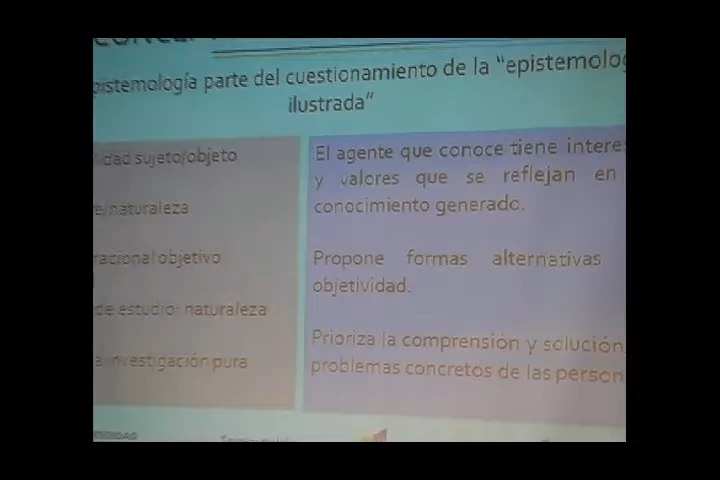 epistemología parte del cuestionamiento de la "epistemolog
ilustrada"
dad sujeto/objeto
e/naturaleza
racional objetivo
de estudio: naturaleza
a investigación pura
El agente que conoce tiene intere
y valores que se reflejan en
conocimiento generado.
Propone formas alternativas
objetividad.
Prioriza la comprensión y solución
problemas concretos de las person